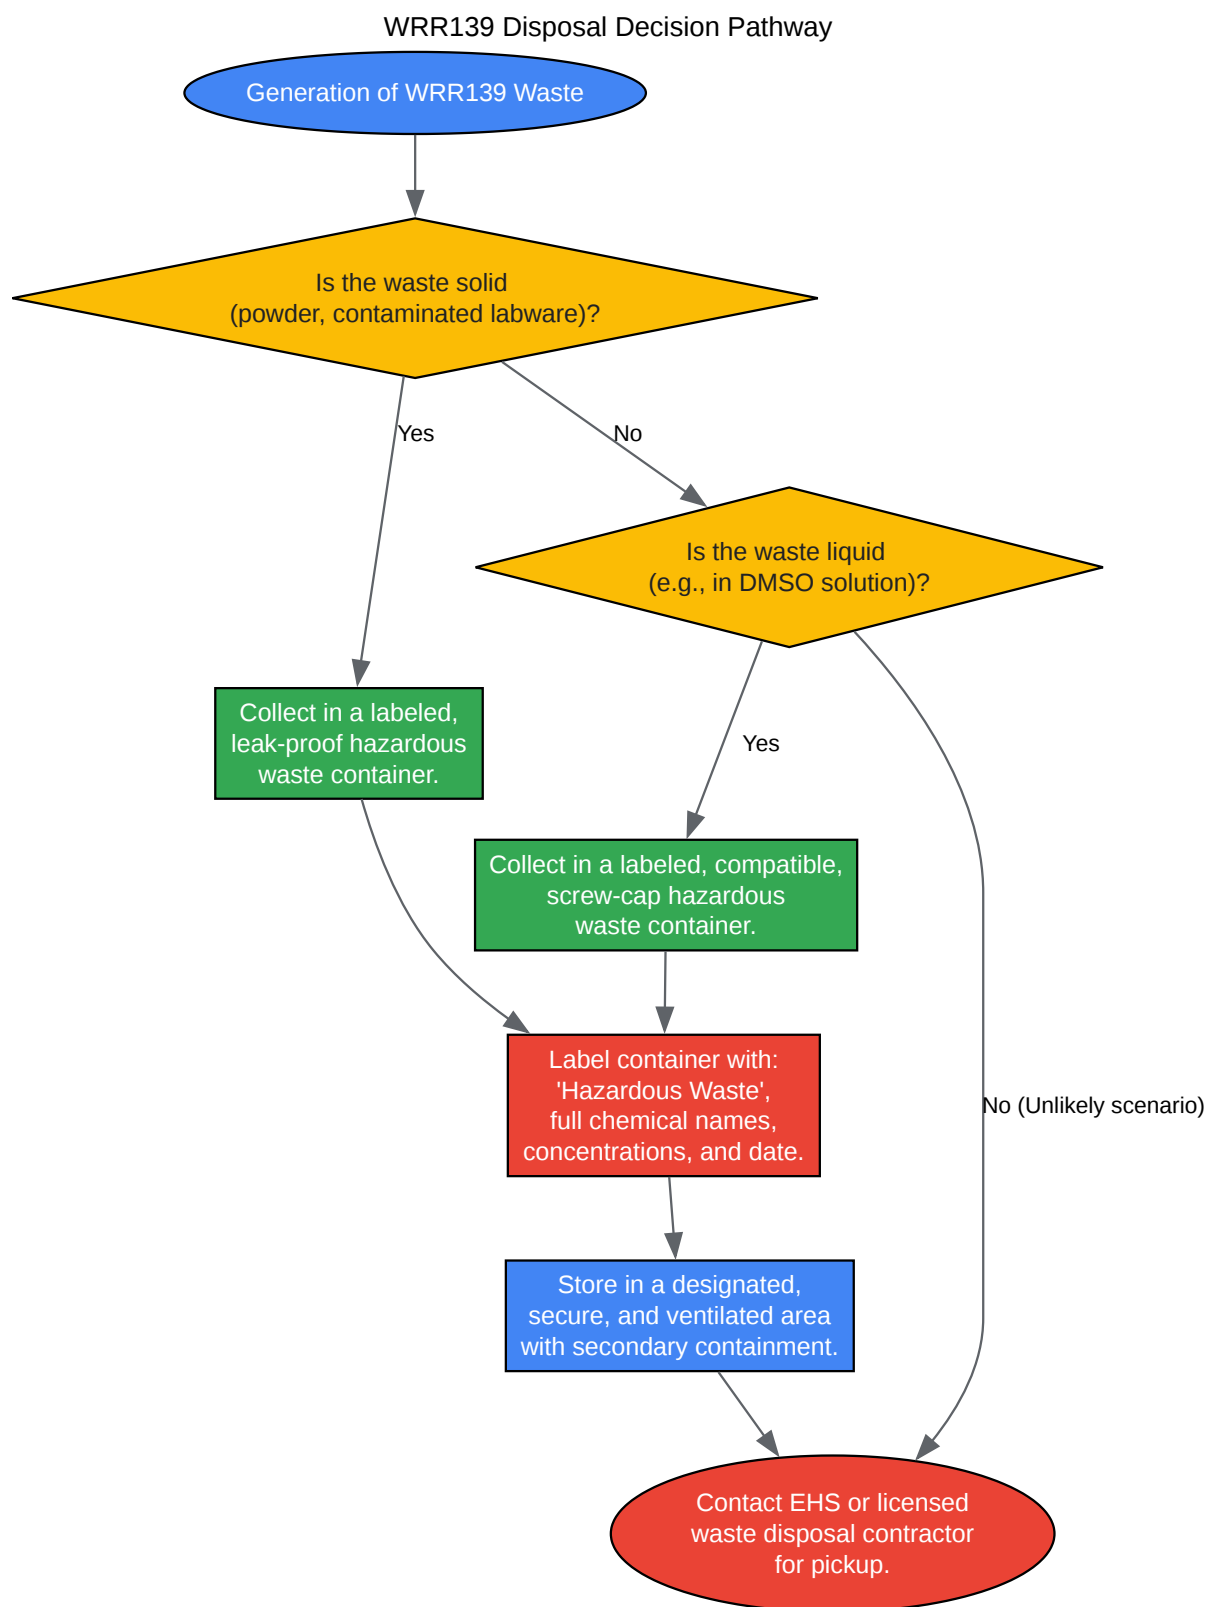 WRR139 Disposal Decision Pathway
Generation of WRR139 Waste
Is the waste solid
(powder, contaminated labware)?
Yes
No
Is the waste liquid
(e.g., in DMSO solution)?
Collect in a labeled,
leak-proof hazardous
waste container.
Yes
Collect in a labeled, compatible,
screw-cap hazardous
waste container.
Label container with:
'Hazardous Waste',
full chemical names,
concentrations, and date.
No (Unlikely scenario)
Store in a designated,
secure, and ventilated area
with secondary containment.
Contact EHS or licensed
waste disposal contractor
for pickup.